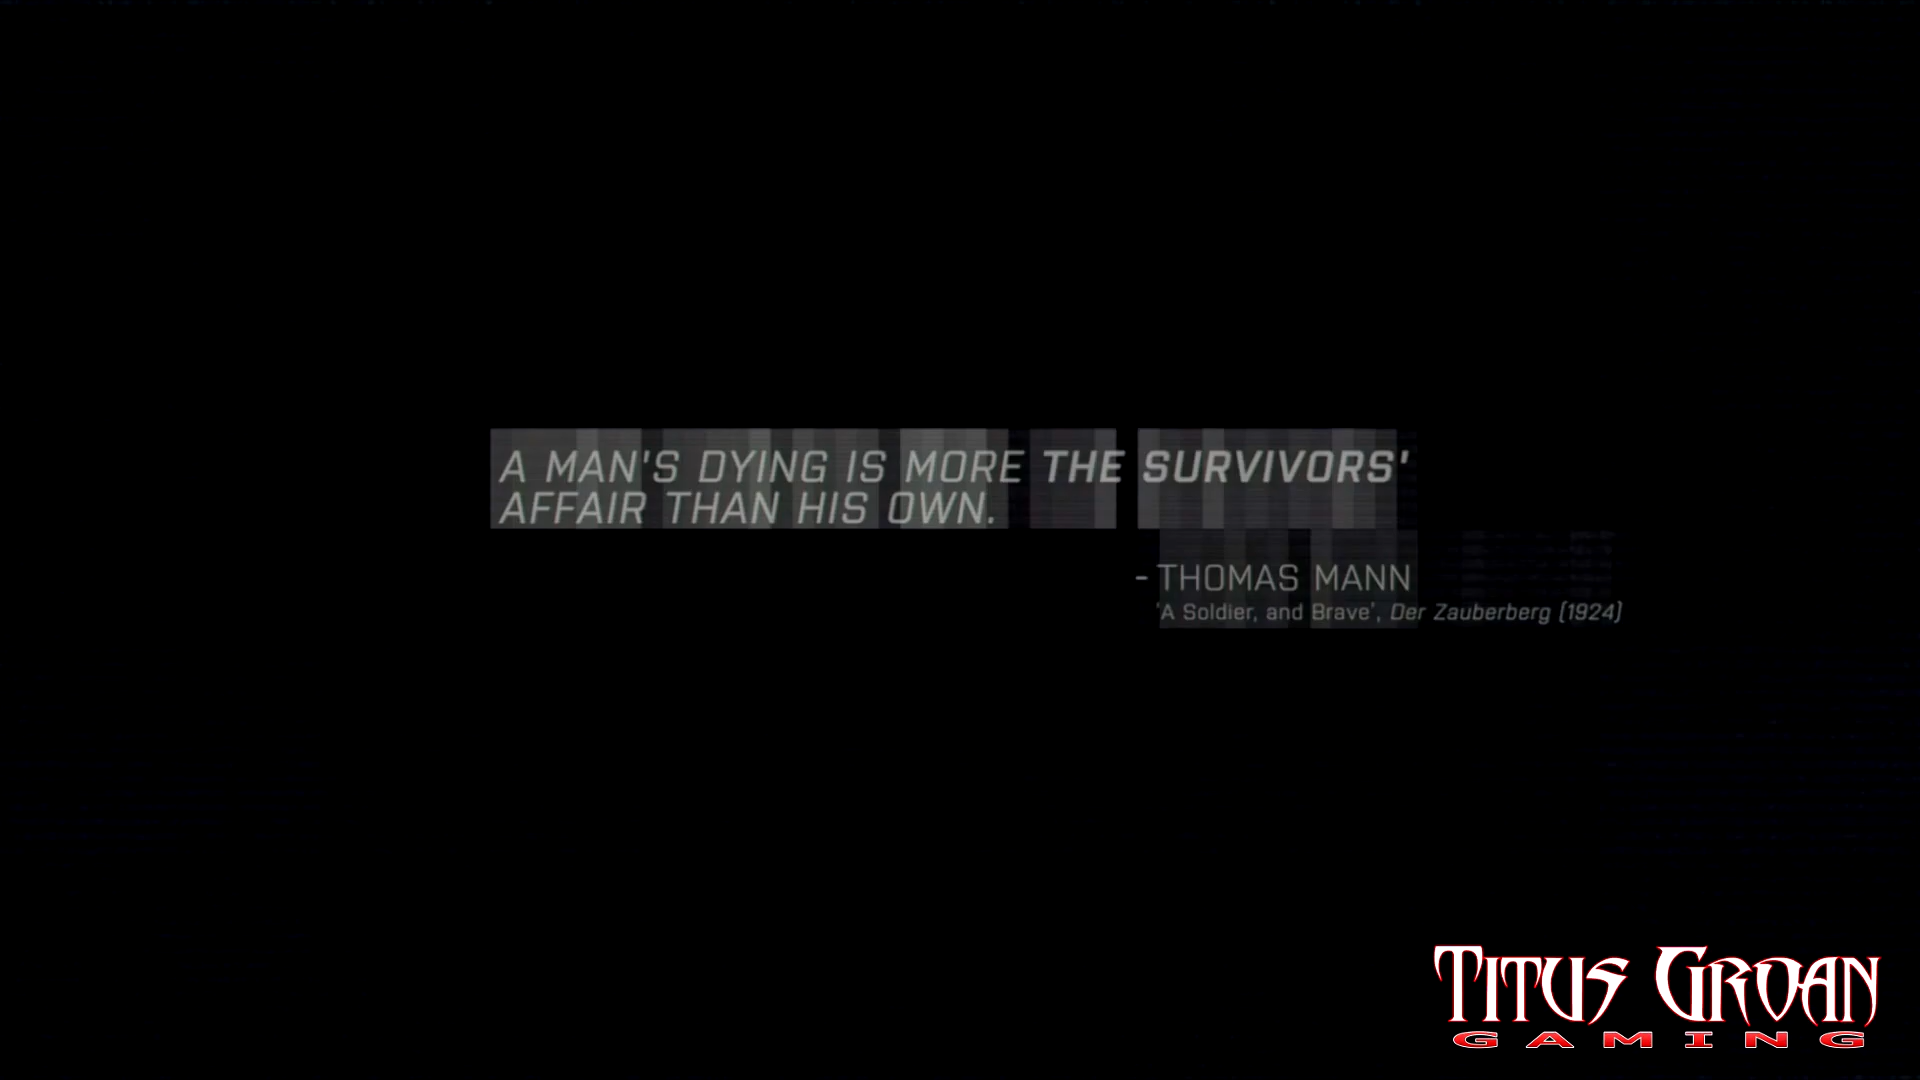 A MAN'S DYING IS MORE THE SURVIVORS'
AFFAIR THAN HIS OWN.
- THOMAS MANN
'A Soldier, and Brave', Der Zauberberg (1924)
TITUS GROAN
GAMING